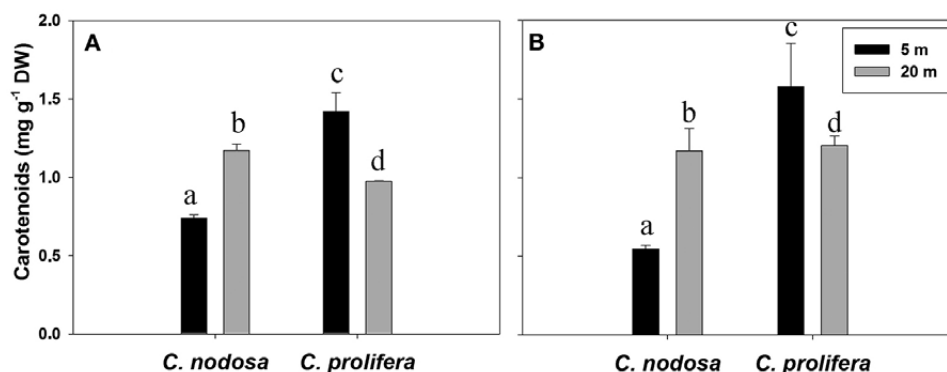 Carotenoids (mg g⁻¹ DW)
2.0
1.5
1.0
0.5
0.0
A
a
b
c
d
C. nodosa
C. prolifera
B
a
b
c
d
5 m
20 m
C. nodosa
C. prolifera